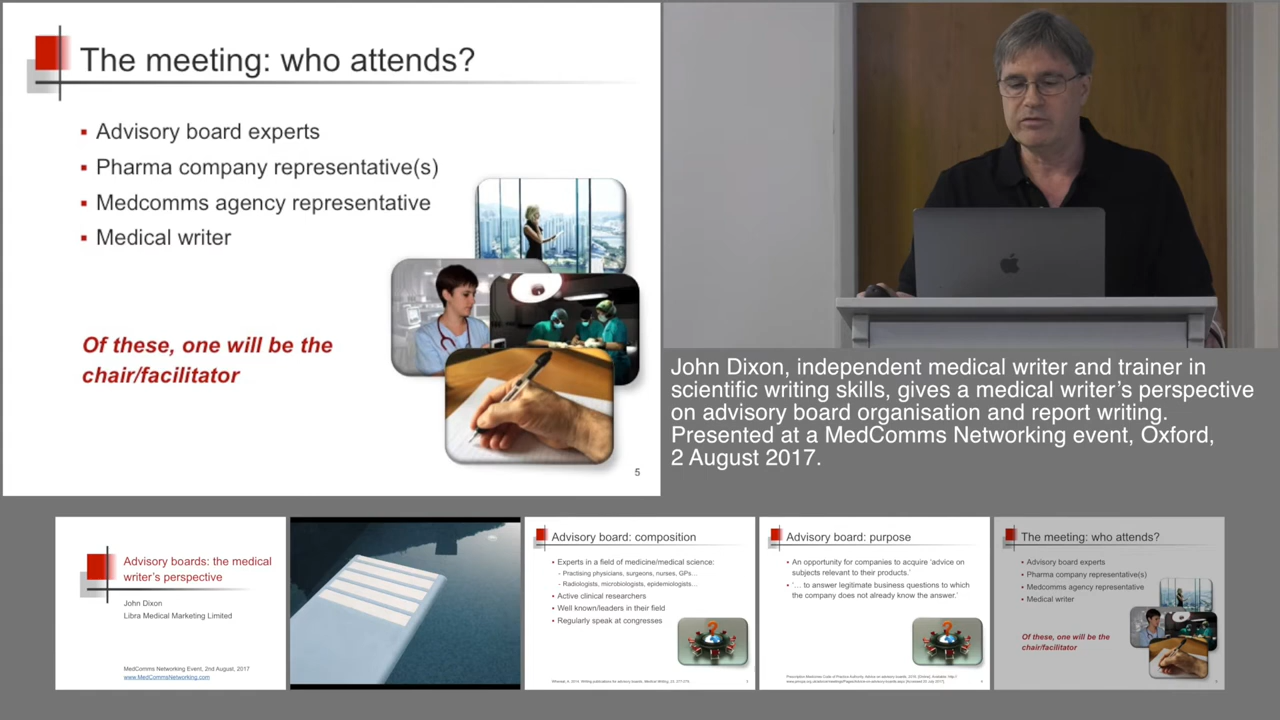 The meeting: who attends?
▪ Advisory board experts
▪ Pharma company representative(s)
▪ Medcomms agency representative
▪ Medical writer
Of these, one will be the
chair/facilitator
5
John Dixon, independent medical writer and trainer in
scientific writing skills, gives a medical writer’s perspective
on advisory board organisation and report writing.
Presented at a MedComms Networking event, Oxford,
2 August 2017.
Advisory boards: the medical
writer’s perspective
John Dixon
Libra Medical Marketing Limited
MedComms Networking Event, 2nd August, 2017
www.MedCommsNetworking.com
Advisory board: composition
▪ Experts in a field of medicine/medical science:
- Practising physicians, surgeons, nurses, GPs…
- Radiologists, microbiologists, epidemiologists…
▪ Active clinical researchers
▪ Well known/leaders in their field
▪ Regularly speak at congresses
Advisory board: purpose
▪ An opportunity for companies to acquire ‘advice on
subjects relevant to their products.’
▪ ‘… to answer legitimate business questions to which
the company does not already know the answer.’
The meeting: who attends?
▪ Advisory board experts
▪ Pharma company representative(s)
▪ Medcomms agency representative
▪ Medical writer
Of these, one will be the
chair/facilitator